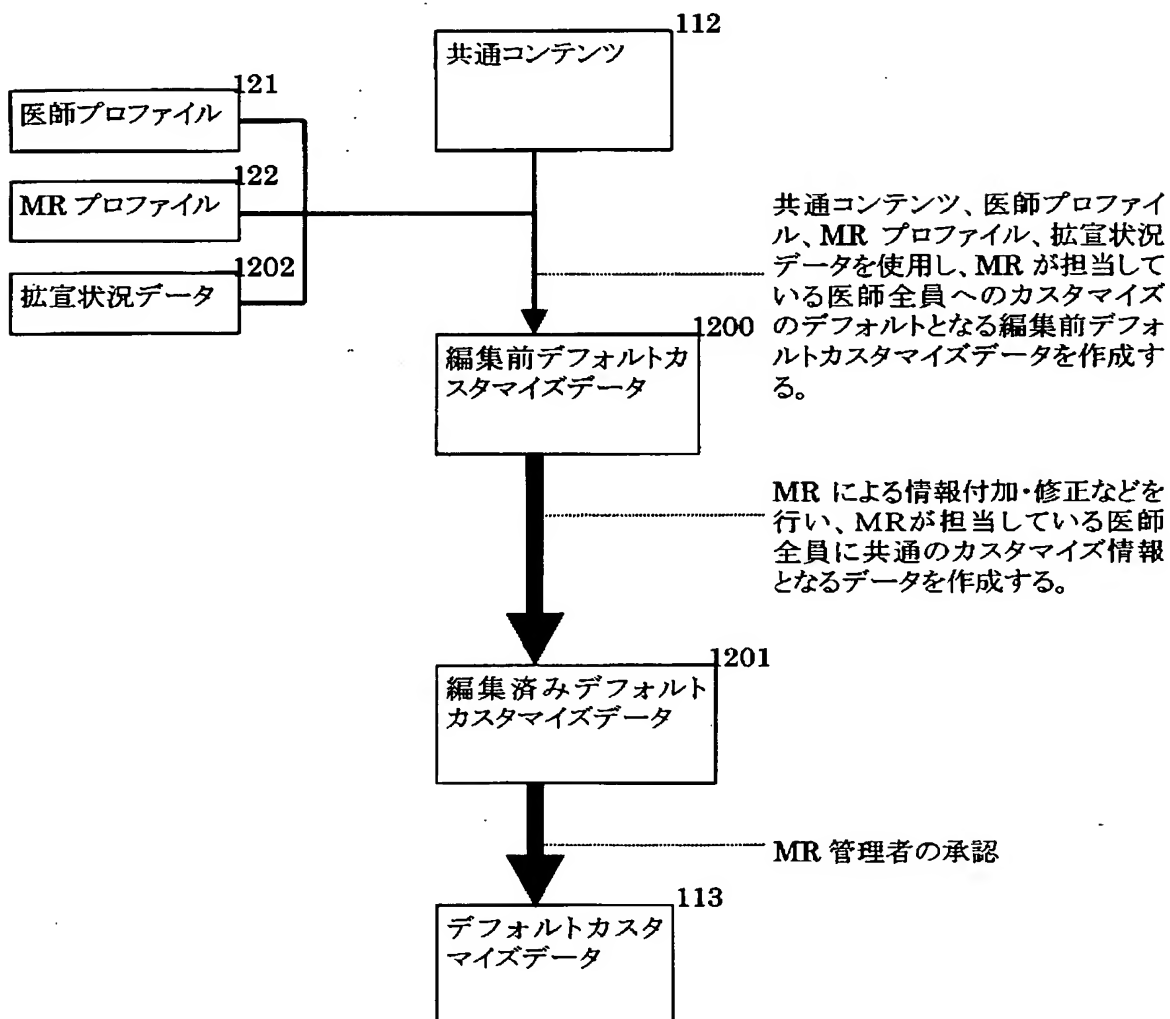 112
共通コンテンツ
121
医師プロファイル
122
MR プロファイル
1202
拡宣状況データ
共通コンテンツ、医師プロファイ
ル、MR プロファイル、拡宣状況
データを使用し、MR が担当して
いる医師全員へのカスタマイズ
のデフォルトとなる編集前デフォ
ルトカスタマイズデータを作成す
る。
1200
編集前デフォルトカ
スタマイズデータ
MR による情報付加・修正などを
行い、MRが担当している医師
全員に共通のカスタマイズ情報
となるデータを作成する。
1201
編集済みデフォルト
カスタマイズデータ
MR 管理者の承認
113
デフォルトカスタ
マイズデータ